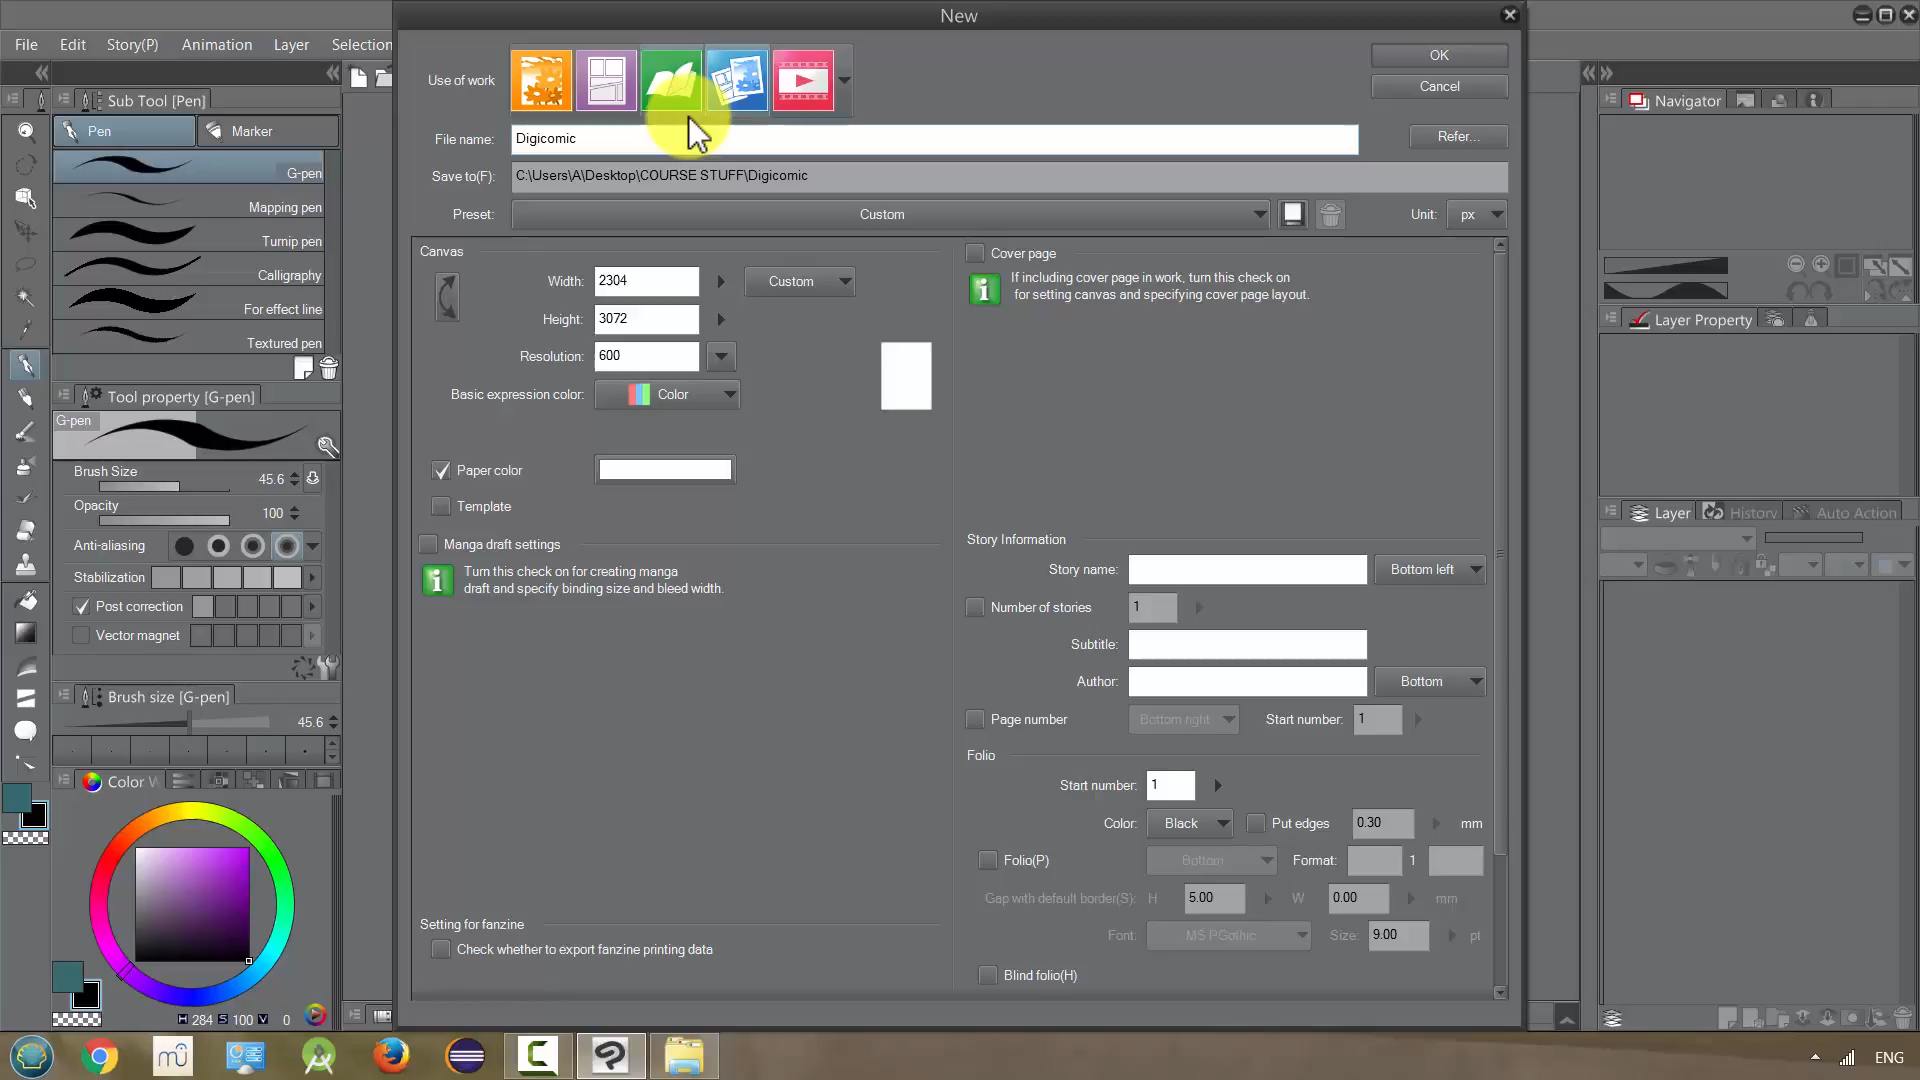 New
File Edit Story(P) Animation Layer Selection
Sub Tool [Pen]
Pen
Marker
G-pen
Mapping pen
Turnip pen
Calligraphy
For effect line
Textured pen
Tool property [G-pen]
G-pen
Brush Size
45.6
Opacity
100
Anti-aliasing
Stabilization
Post correction
Vector magnet
Brush size [G-pen]
45.6
Color W
H 284 S 100 V 0
Use of work
OK
Cancel
File name: Digicomic
Refer...
Save to(F): C:\Users\A\Desktop\COURSE STUFF\Digicomic
Preset: Custom
Unit: px
Canvas
Width: 2304
Custom
Height: 3072
Resolution: 600
Basic expression color: Color
Paper color
Template
Manga draft settings
Turn this check on for creating manga
draft and specify binding size and bleed width.
Setting for fanzine
Check whether to export fanzine printing data
Cover page
If including cover page in work, turn this check on
for setting canvas and specifying cover page layout.
Story Information
Story name: Bottom left
Number of stories 1
Subtitle:
Author: Bottom
Page number Bottom right Start number: 1
Folio
Start number: 1
Color: Black Put edges 0.30 mm
Folio(P) Bottom Format: 1
Gap with default border(S): H 5.00 W 0.00 mm
Font: MS PGothic Size: 9.00 pt
Blind folio(H)
Navigator
Layer Property
Layer History Auto Action
ENG